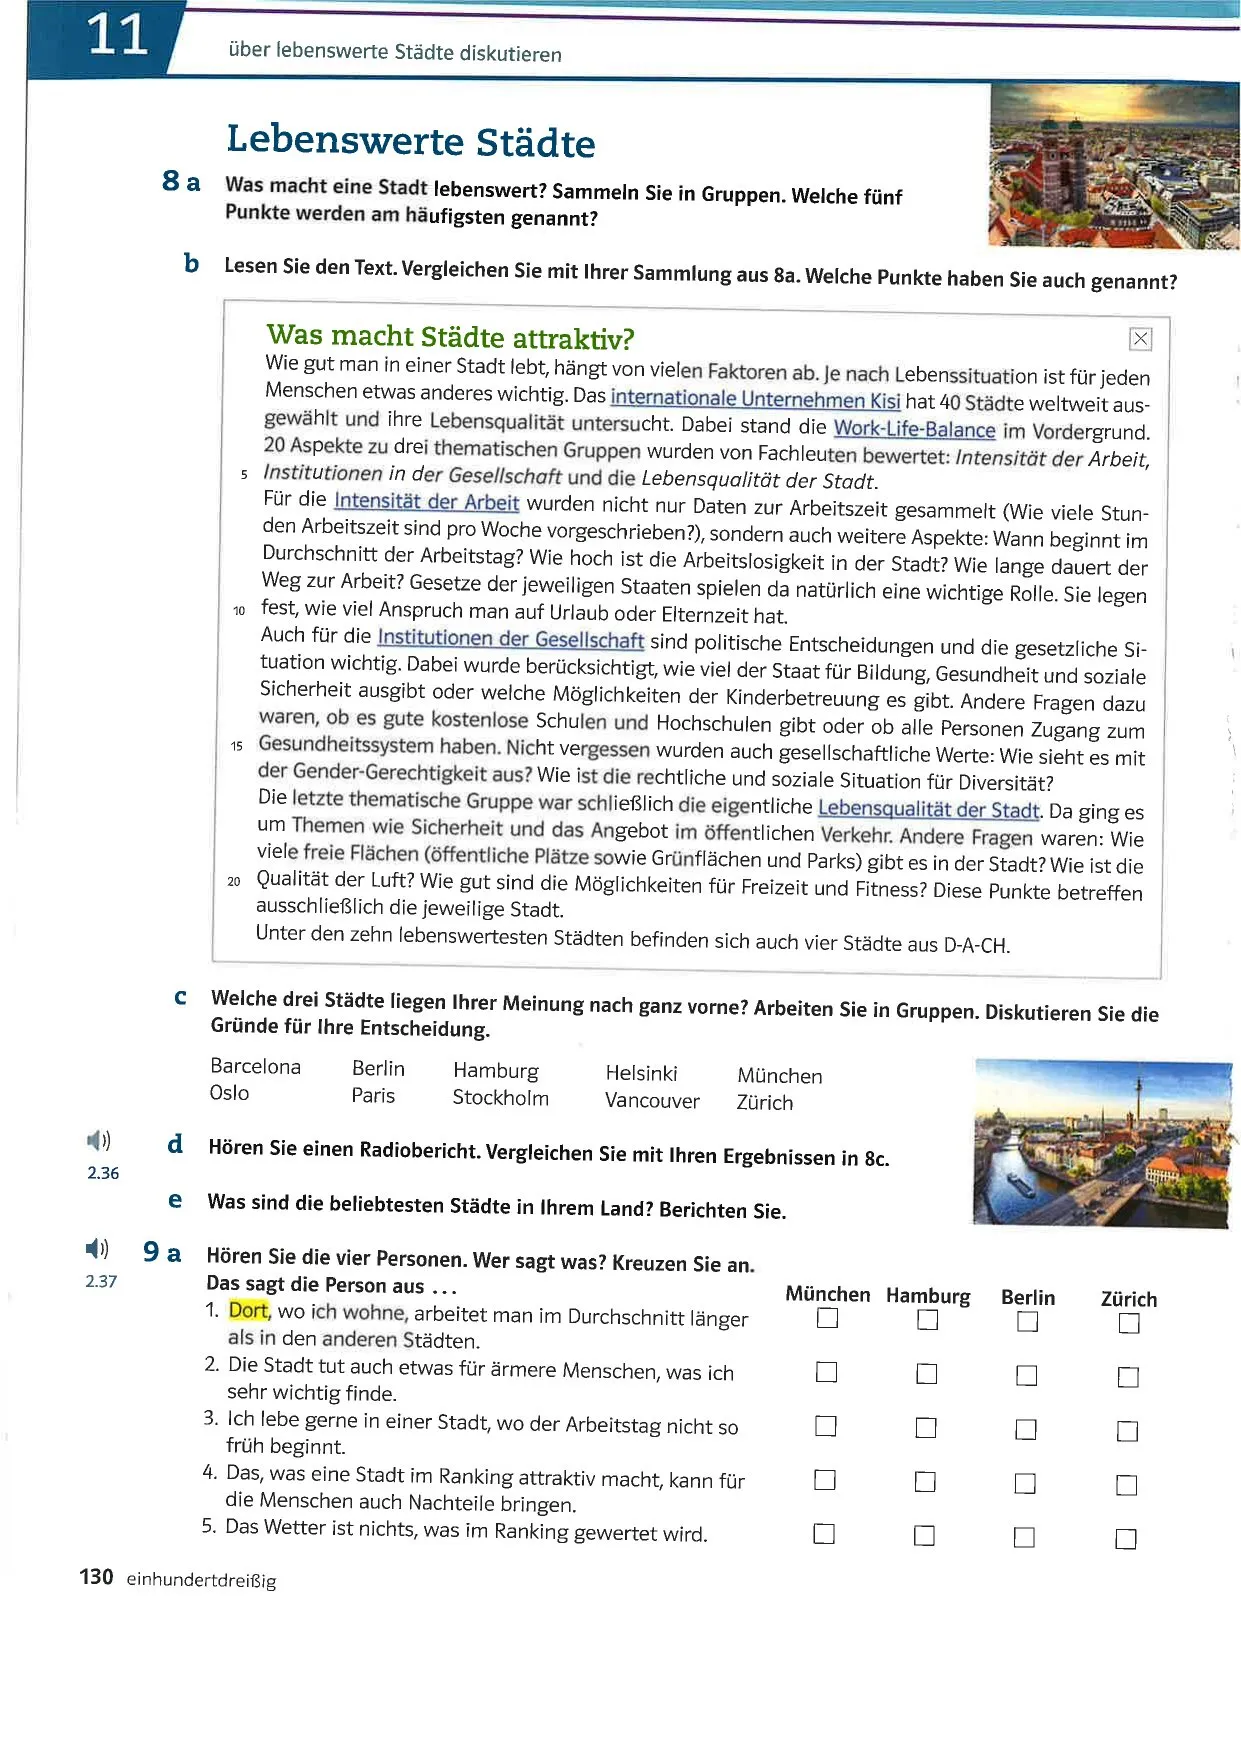 11
über lebenswerte Städte diskutieren
Lebenswerte Städte
8 a Was macht eine Stadt lebenswert? Sammeln Sie in Gruppen. Welche fünf
Punkte werden am häufigsten genannt?
b Lesen Sie den Text. Vergleichen Sie mit Ihrer Sammlung aus 8a. Welche Punkte haben Sie auch genannt?
Was macht Städte attraktiv?
Wie gut man in einer Stadt lebt, hängt von vielen Faktoren ab. Je nach Lebenssituation ist für jeden
Menschen etwas anderes wichtig. Das internationale Unternehmen Kisi hat 40 Städte weltweit aus-
gewählt und ihre Lebensqualität untersucht. Dabei stand die Work-Life-Balance im Vordergrund.
20 Aspekte zu drei thematischen Gruppen wurden von Fachleuten bewertet: Intensität der Arbeit,
5 Institutionen in der Gesellschaft und die Lebensqualität der Stadt.
Für die Intensität der Arbeit wurden nicht nur Daten zur Arbeitszeit gesammelt (Wie viele Stun-
den Arbeitszeit sind pro Woche vorgeschrieben?), sondern auch weitere Aspekte: Wann beginnt im
Durchschnitt der Arbeitstag? Wie hoch ist die Arbeitslosigkeit in der Stadt? Wie lange dauert der
Weg zur Arbeit? Gesetze der jeweiligen Staaten spielen da natürlich eine wichtige Rolle. Sie legen
10 fest, wie viel Anspruch man auf Urlaub oder Elternzeit hat.
Auch für die Institutionen der Gesellschaft sind politische Entscheidungen und die gesetzliche Si-
tuation wichtig. Dabei wurde berücksichtigt, wie viel der Staat für Bildung, Gesundheit und soziale
Sicherheit ausgibt oder welche Möglichkeiten der Kinderbetreuung es gibt. Andere Fragen dazu
waren, ob es gute kostenlose Schulen und Hochschulen gibt oder ob alle Personen Zugang zum
15 Gesundheitssystem haben. Nicht vergessen wurden auch gesellschaftliche Werte: Wie sieht es mit
der Gender-Gerechtigkeit aus? Wie ist die rechtliche und soziale Situation für Diversität?
Die letzte thematische Gruppe war schließlich die eigentliche Lebensqualität der Stadt. Da ging es
um Themen wie Sicherheit und das Angebot im öffentlichen Verkehr. Andere Fragen waren: Wie
viele freie Flächen (öffentliche Plätze sowie Grünflächen und Parks) gibt es in der Stadt? Wie ist die
20 Qualität der Luft? Wie gut sind die Möglichkeiten für Freizeit und Fitness? Diese Punkte betreffen
ausschließlich die jeweilige Stadt.
Unter den zehn lebenswertesten Städten befinden sich auch vier Städte aus D-A-CH.
c Welche drei Städte liegen Ihrer Meinung nach ganz vorne? Arbeiten Sie in Gruppen. Diskutieren Sie die
Gründe für Ihre Entscheidung.
Barcelona Berlin Hamburg Helsinki München
Oslo Paris Stockholm Vancouver Zürich
d Hören Sie einen Radiobericht. Vergleichen Sie mit Ihren Ergebnissen in 8c.
2.36
e Was sind die beliebtesten Städte in Ihrem Land? Berichten Sie.
9 a Hören Sie die vier Personen. Wer sagt was? Kreuzen Sie an.
2.37
Das sagt die Person aus ... München Hamburg Berlin Zürich
1. Dort, wo ich wohne, arbeitet man im Durchschnitt länger
als in den anderen Städten.
2. Die Stadt tut auch etwas für ärmere Menschen, was ich
sehr wichtig finde.
3. Ich lebe gerne in einer Stadt, wo der Arbeitstag nicht so
früh beginnt.
4. Das, was eine Stadt im Ranking attraktiv macht, kann für
die Menschen auch Nachteile bringen.
5. Das Wetter ist nichts, was im Ranking gewertet wird.
130 einhundertdreißig